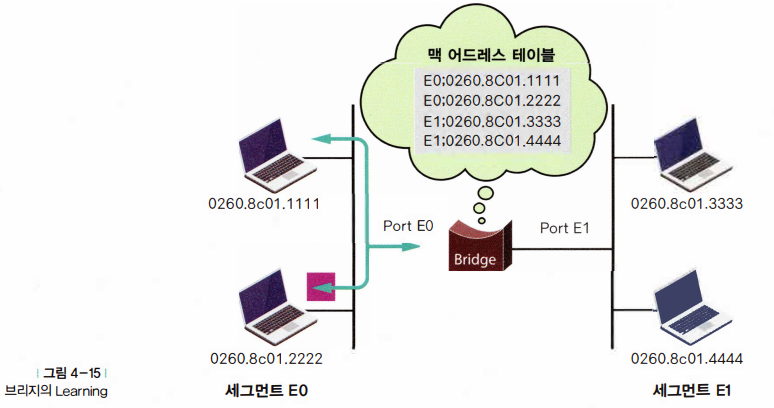 맥 어드레스 테이블
E0;0260.8C01.1111
E0;0260.8C01.2222
E1;0260.8C01.3333
E1;0260.8C01.4444
0260.8c01.1111
0260.8c01.3333
Port E0
Port E1
Bridge
0260.8c01.2222
0260.8c01.4444
| 그림 4-15 |
브리지의 Learning
세그먼트 E0
세그먼트 E1